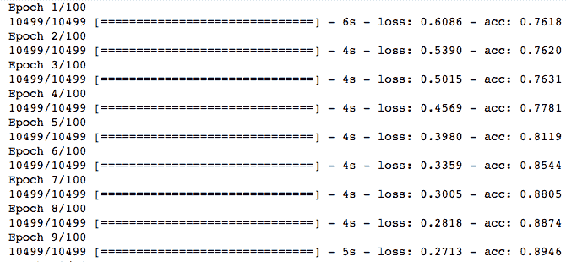 Epoch 1/100
10499/10499 [==============================] - 6s - loss: 0.6086 - acc: 0.7618
Epoch 2/100
10499/10499 [==============================] - 4s - loss: 0.5390 - acc: 0.7620
Epoch 3/100
10499/10499 [==============================] - 4s - loss: 0.5015 - acc: 0.7631
Epoch 4/100
10499/10499 [==============================] - 4s - loss: 0.4569 - acc: 0.7781
Epoch 5/100
10499/10499 [==============================] - 4s - loss: 0.3980 - acc: 0.8119
Epoch 6/100
10499/10499 [==============================] - 4s - loss: 0.3359 - acc: 0.8544
Epoch 7/100
10499/10499 [==============================] - 4s - loss: 0.3005 - acc: 0.8805
Epoch 8/100
10499/10499 [==============================] - 4s - loss: 0.2818 - acc: 0.8874
Epoch 9/100
10499/10499 [==============================] - 5s - loss: 0.2713 - acc: 0.8946